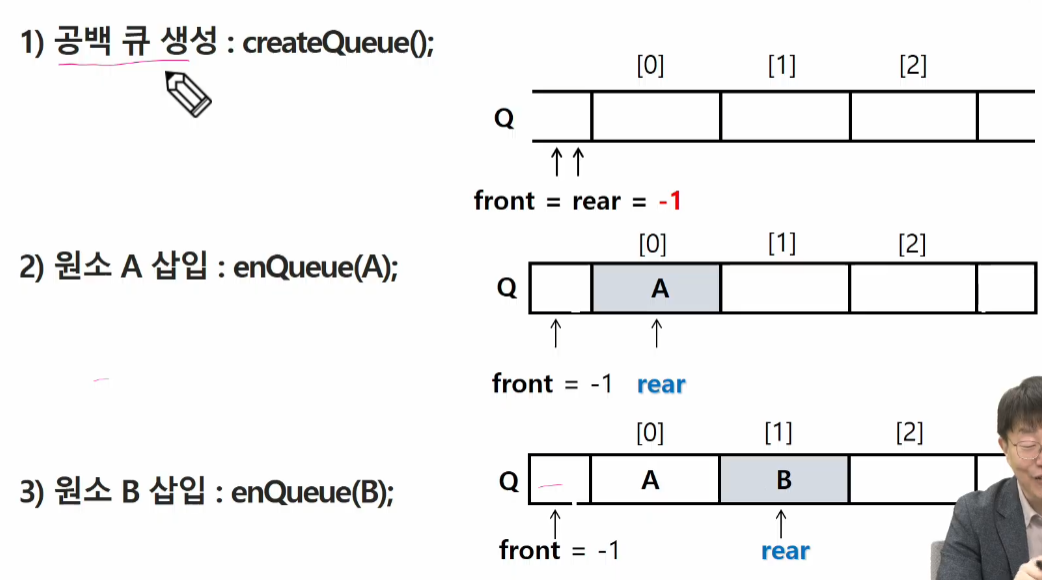 1) 공백 큐 생성 : createQueue();
[0] [1] [2]
Q
front = rear = -1
2) 원소 A 삽입 : enQueue(A);
[0] [1] [2]
Q A
front = -1 rear
3) 원소 B 삽입 : enQueue(B);
[0] [1] [2]
Q A B
front = -1 rear